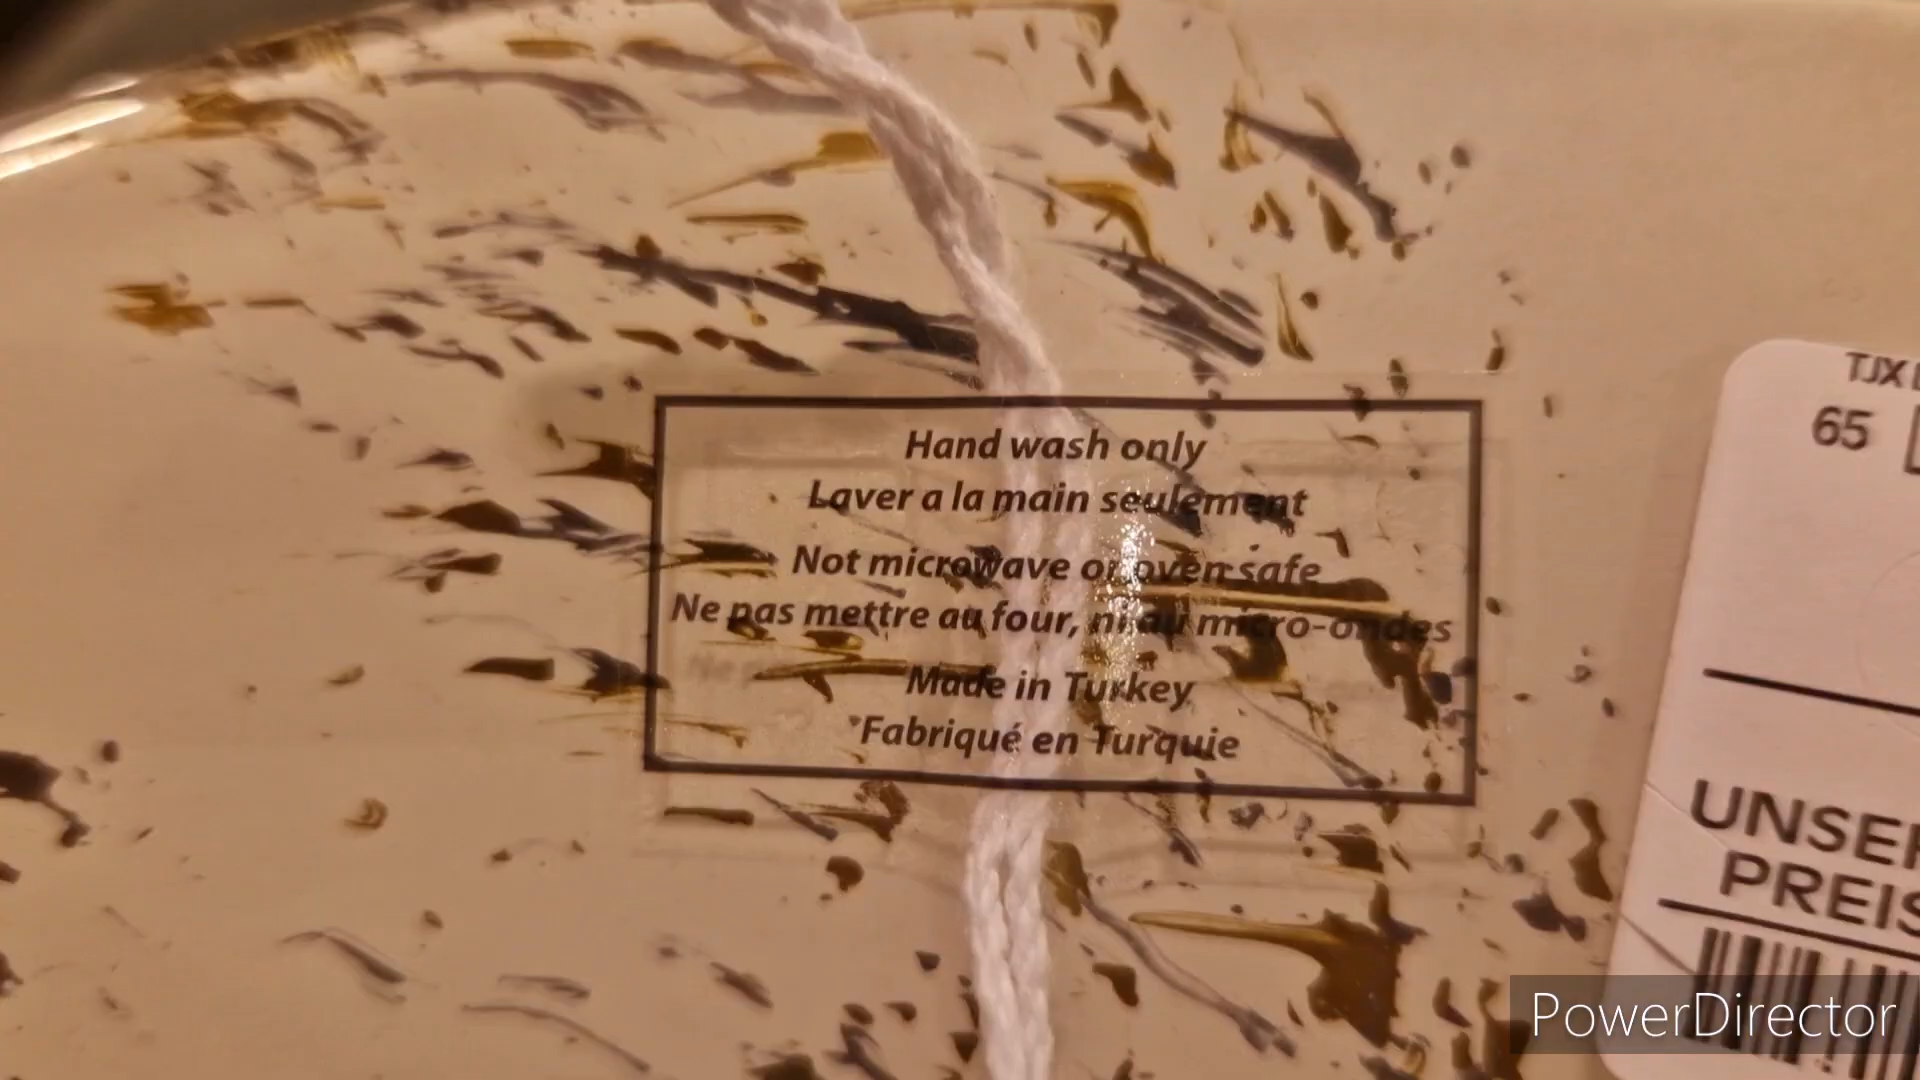 Hand wash only
Laver a la main seulement
Not microwave or oven safe
Ne pas mettre au four, ni au micro-ondes
Made in Turkey
Fabriqué en Turquie
TJX
65
UNSER
PREIS
PowerDirector